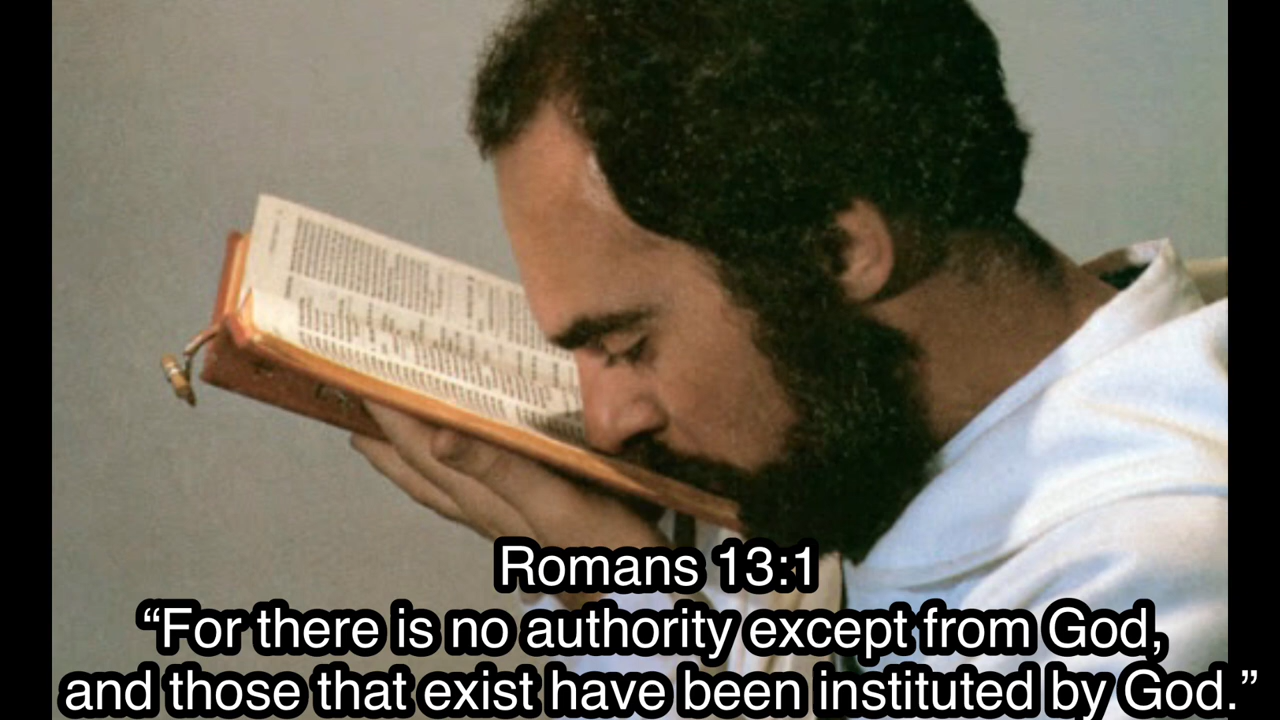 Romans 13:1
“For there is no authority except from God,
and those that exist have been instituted by God.”